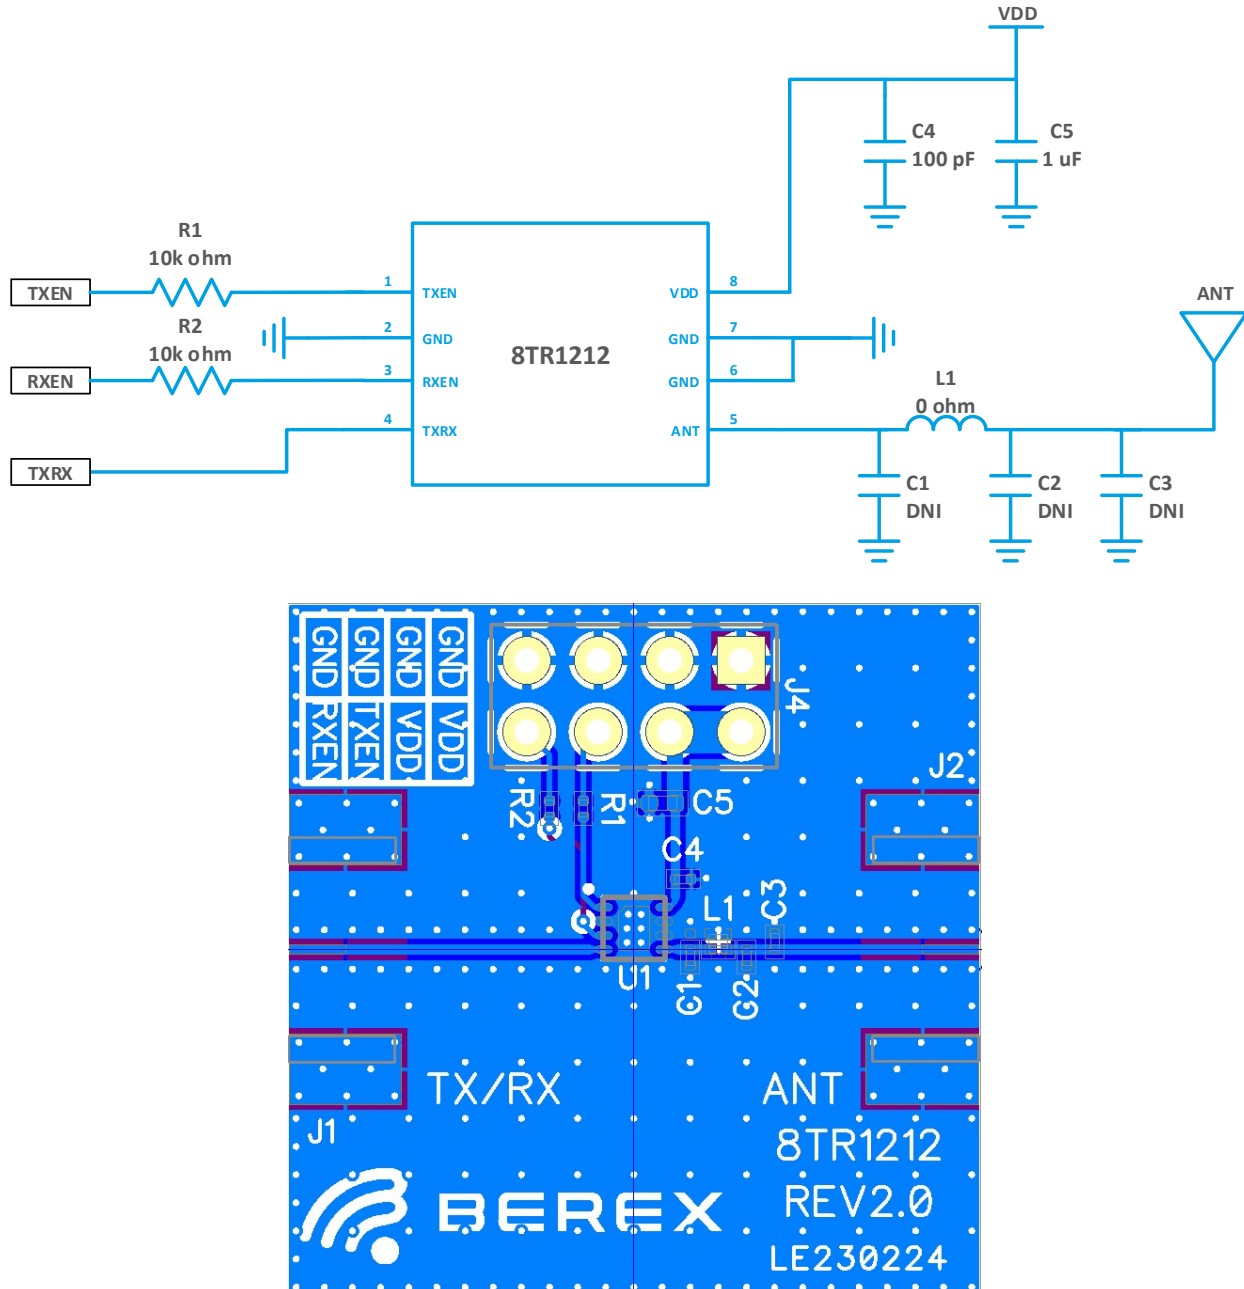 VDD
C4
100 pF
C5
1 uF
R1
10k ohm
TXEN
1
TXEN
VDD
8
ANT
R2
10k ohm
2
GND
8TR1212
GND
7
RXEN
3
RXEN
GND
6
L1
0 ohm
TXRX
4
TXRX
ANT
5
C1
DNI
C2
DNI
C3
DNI
GND GND GND GND
RXEN TXEN VDD VDD
J4
J2
R2 R1 C5
C4
L1 C3
U1 C1 C2
TX/RX ANT
J1
8TR1212
BEREX
REV2.0
LE230224